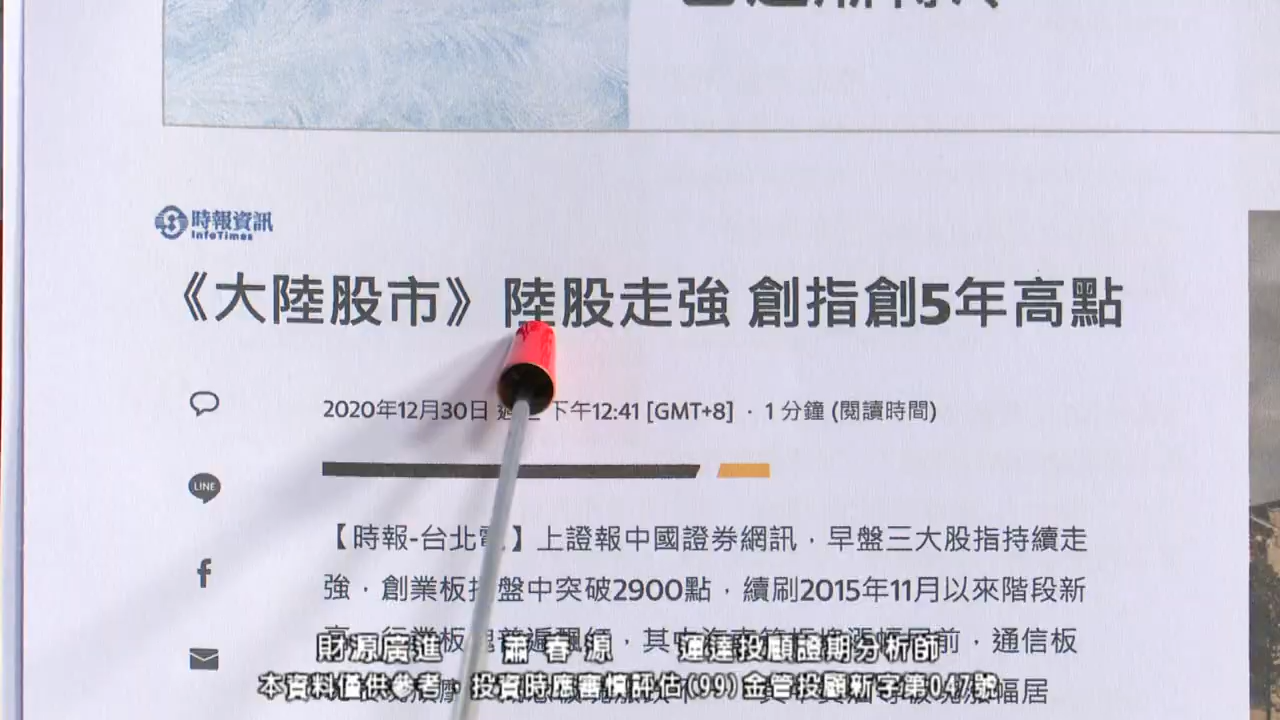 時報資訊
InfoTimes
《大陸股市》陸股走強 創指創5年高點
2020年12月30日 下午12:41 [GMT+8] · 1 分鐘 (閱讀時間)
LINE
【時報-台北電】上證報中國證券網訊，早盤三大股指持續走
強，創業板指盤中突破2900點，續刷2015年11月以來階段新
，通信板
財源廣進 蕭春源 運達投顧證期分析師
本資料僅供參考，投資時應審慎評估(99)金管投顧新字第047號
幅居